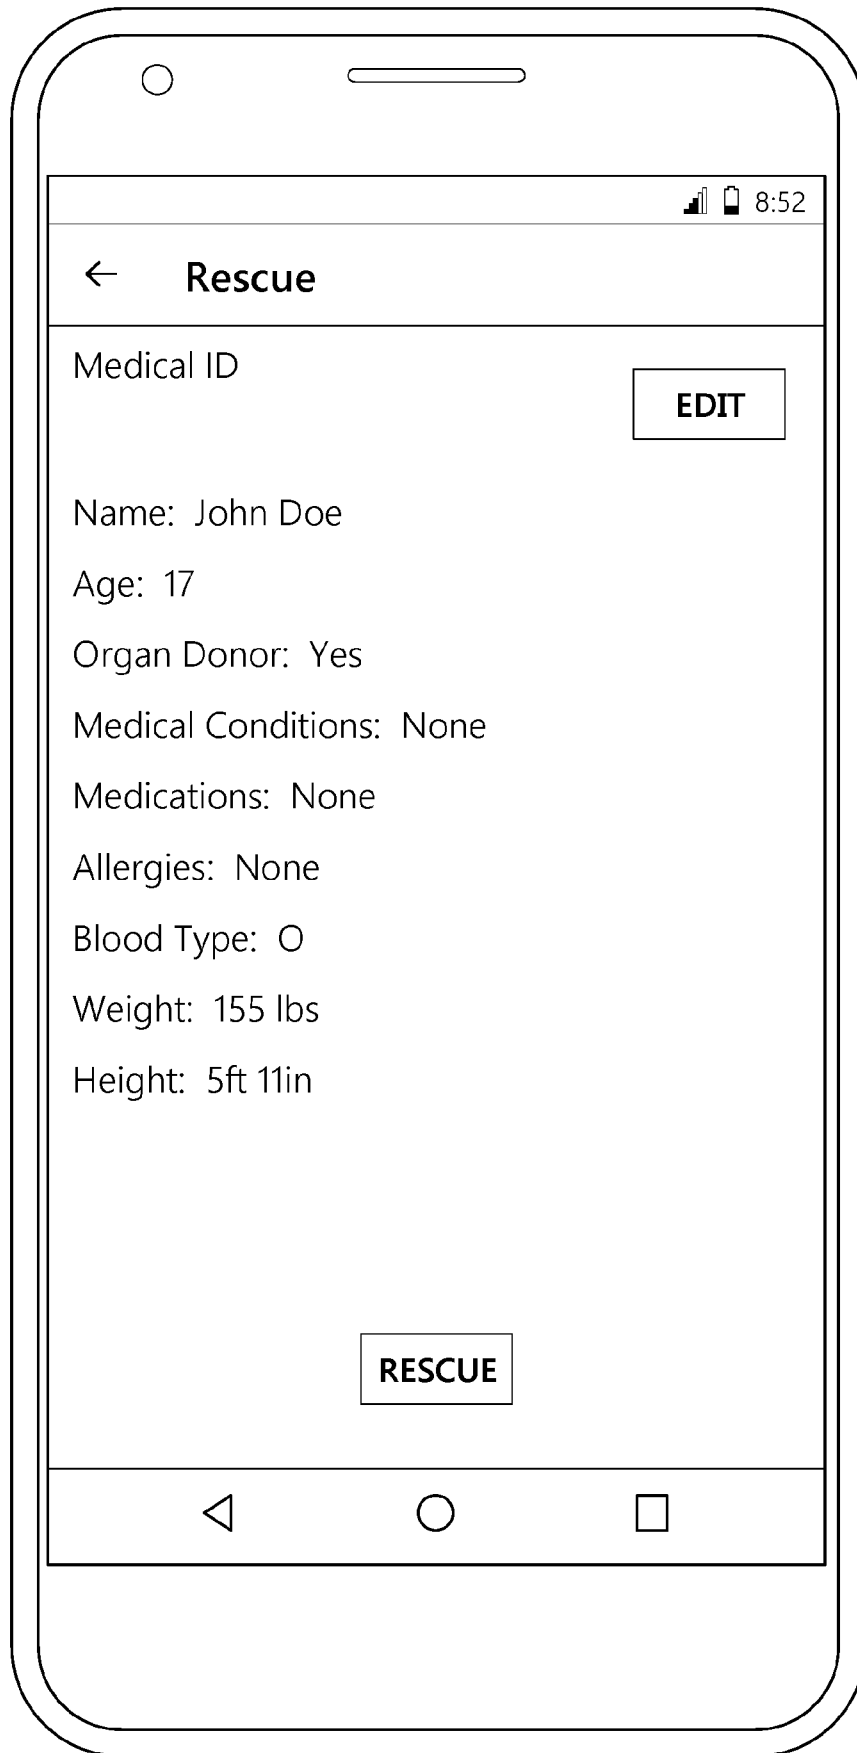 8:52
Rescue
Medical ID
EDIT
Name: John Doe
Age: 17
Organ Donor: Yes
Medical Conditions: None
Medications: None
Allergies: None
Blood Type: O
Weight: 155 lbs
Height: 5ft 11in
RESCUE